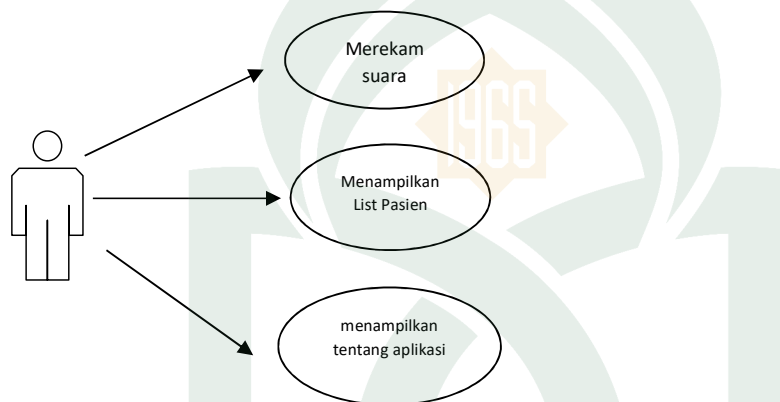 Merekam
suara
1965
Menampilkan
List Pasien
menampilkan
tentang aplikasi